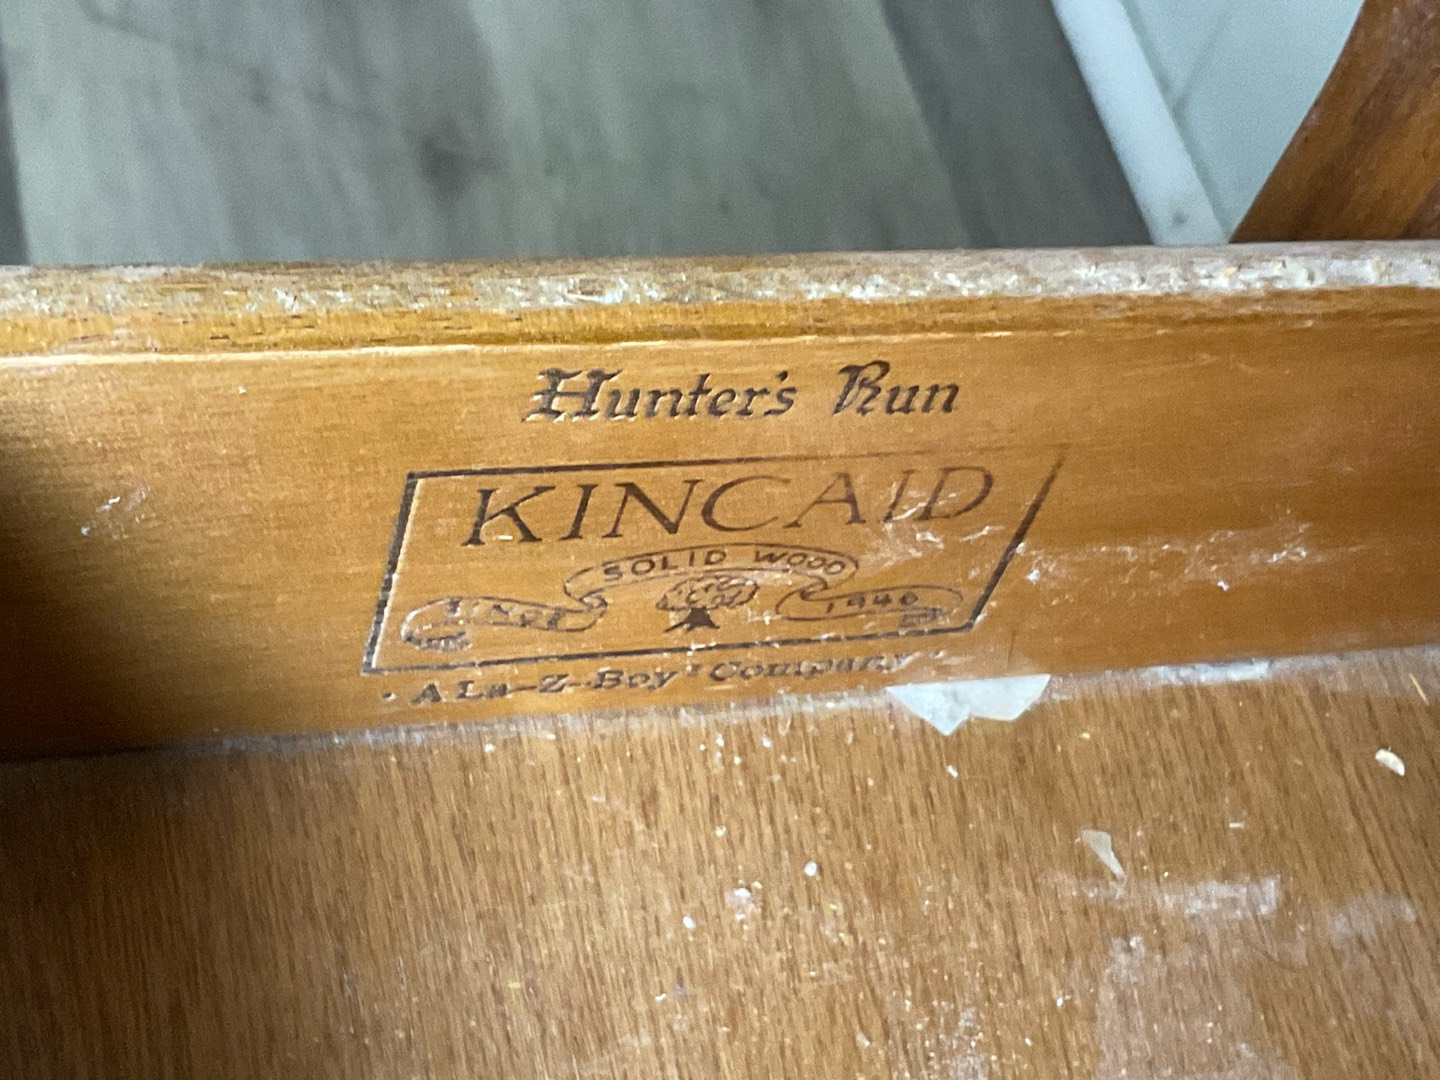 Hunter's Run
KINCAID
SOLID WOOD
SINCE 1946
· A La-Z-Boy® Company ·